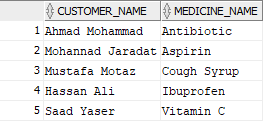 CUSTOMER_NAME MEDICINE_NAME
1 Ahmad Mohammad Antibiotic
2 Mohannad Jaradat Aspirin
3 Mustafa Motaz Cough Syrup
4 Hassan Ali Ibuprofen
5 Saad Yaser Vitamin C